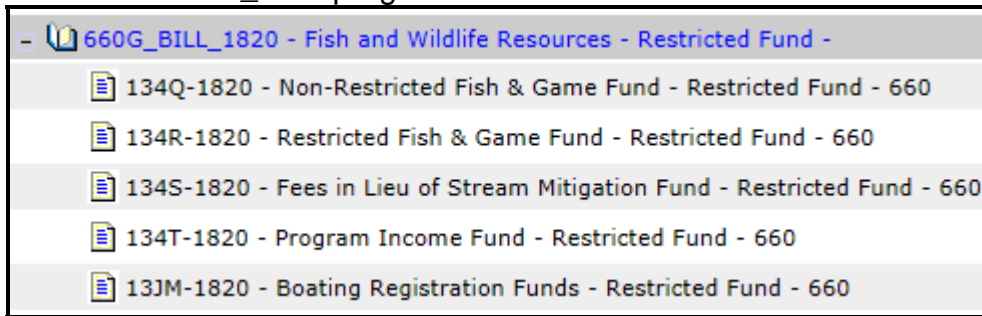 – 660G_BILL_1820 - Fish and Wildlife Resources - Restricted Fund -
134Q-1820 - Non-Restricted Fish & Game Fund - Restricted Fund - 660
134R-1820 - Restricted Fish & Game Fund - Restricted Fund - 660
134S-1820 - Fees in Lieu of Stream Mitigation Fund - Restricted Fund - 660
134T-1820 - Program Income Fund - Restricted Fund - 660
13JM-1820 - Boating Registration Funds - Restricted Fund - 660